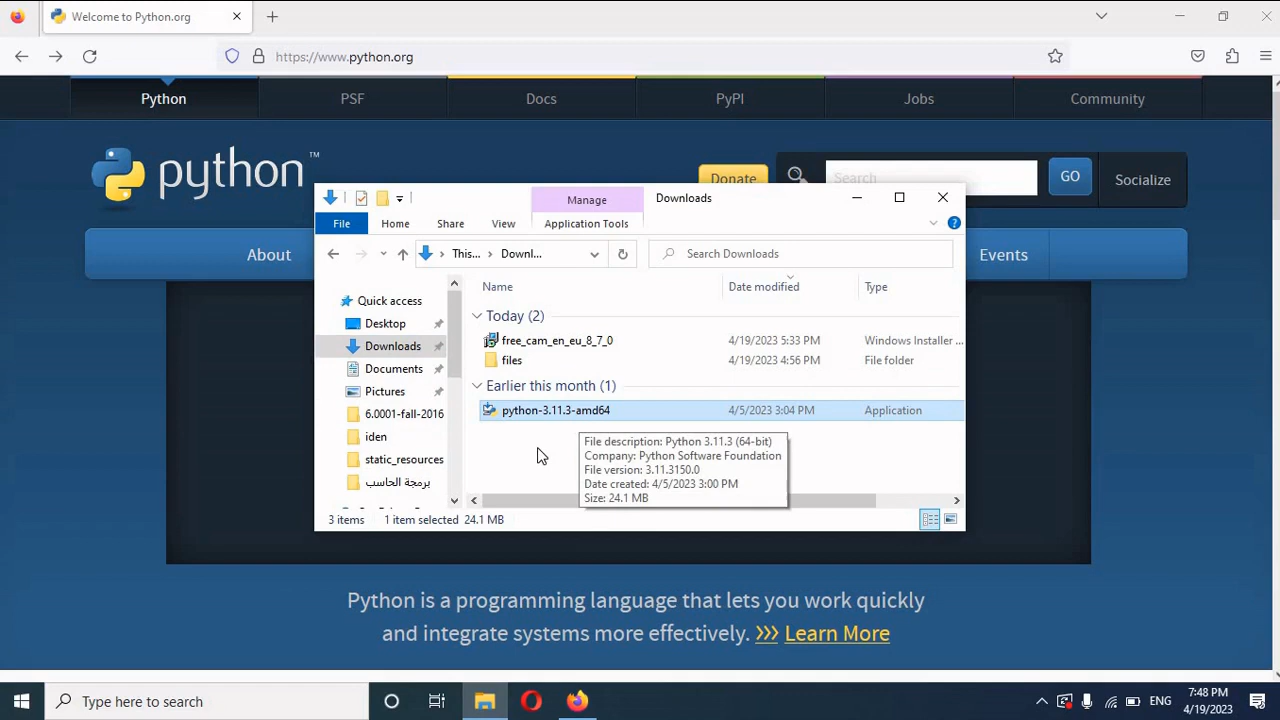 Welcome to Python.org
https://www.python.org
Python PSF Docs PyPI Jobs Community
python™
Donate Search GO Socialize
Manage Downloads
File Home Share View Application Tools
This... Downl... Search Downloads
About Events
Name Date modified Type
Quick access
Desktop
Downloads
Documents
Pictures
6.0001-fall-2016
iden
static_resources
برمجة الحاسب
Today (2)
free_cam_en_eu_8_7_0 4/19/2023 5:33 PM Windows Installer ...
files 4/19/2023 4:56 PM File folder
Earlier this month (1)
python-3.11.3-amd64 4/5/2023 3:04 PM Application
File description: Python 3.11.3 (64-bit)
Company: Python Software Foundation
File version: 3.11.3150.0
Date created: 4/5/2023 3:00 PM
Size: 24.1 MB
3 items 1 item selected 24.1 MB
Python is a programming language that lets you work quickly
and integrate systems more effectively. >>> Learn More
Type here to search ENG 7:48 PM
4/19/2023